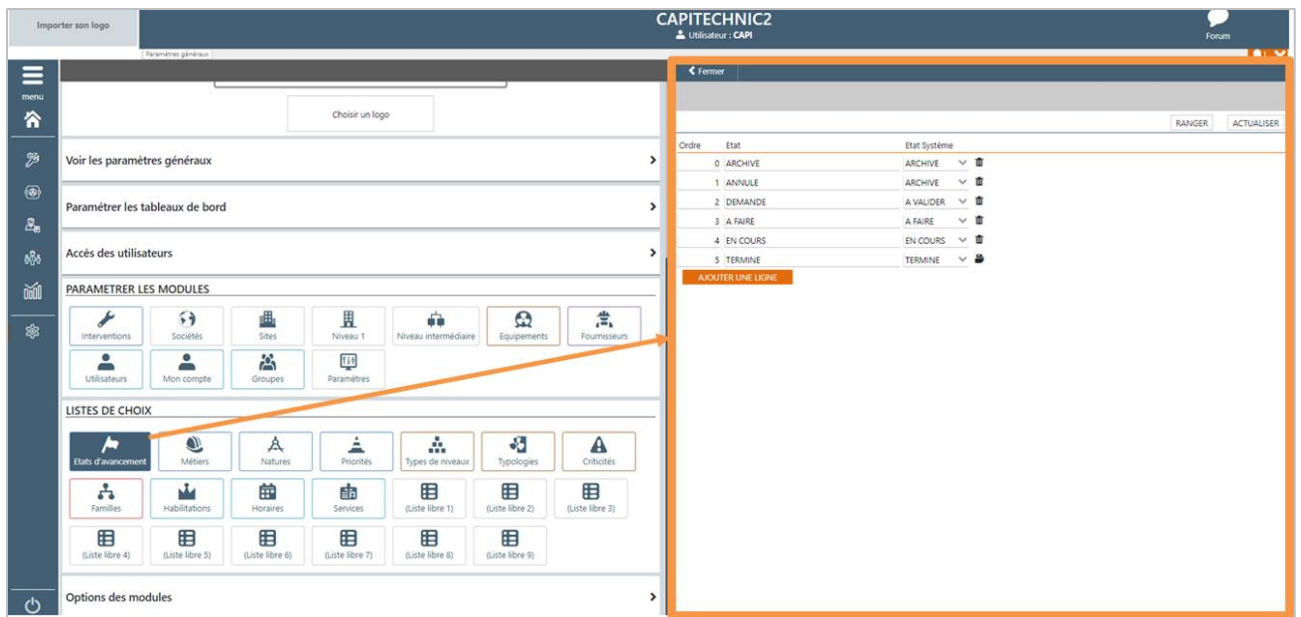 Importer son logo
CAPITECHNIC2
Utilisateur : CAPI
Forum
Paramètres généraux
menu
Choisir un logo
Voir les paramètres généraux
Paramétrer les tableaux de bord
Accès des utilisateurs
PARAMETRER LES MODULES
Interventions Sociétés Sites Niveau 1 Niveau intermédiaire Equipements Fournisseurs
Utilisateurs Mon compte Groupes Paramètres
LISTES DE CHOIX
Etats d'avancement Métiers Natures Priorités Types de niveaux Typologies Criticités
Familles Habilitations Horaires Services (Liste libre 1) (Liste libre 2) (Liste libre 3)
(Liste libre 4) (Liste libre 5) (Liste libre 6) (Liste libre 7) (Liste libre 8) (Liste libre 9)
Options des modules
Fermer
RANGER ACTUALISER
Ordre Etat Etat Système
0 ARCHIVE ARCHIVE
1 ANNULE ARCHIVE
2 DEMANDE A VALIDER
3 A FAIRE A FAIRE
4 EN COURS EN COURS
5 TERMINE TERMINE
AJOUTER UNE LIGNE